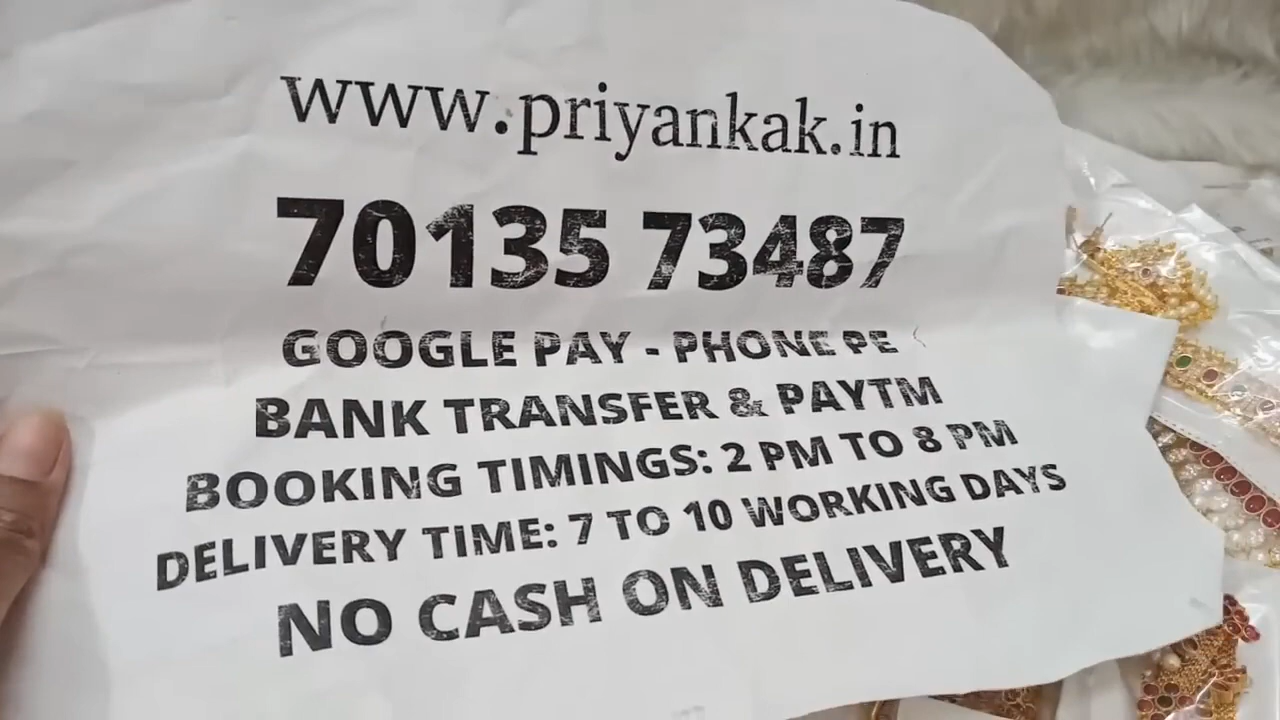 www.priyankak.in
70135 73487
GOOGLE PAY - PHONE PE
BANK TRANSFER & PAYTM
BOOKING TIMINGS: 2 PM TO 8 PM
DELIVERY TIME: 7 TO 10 WORKING DAYS
NO CASH ON DELIVERY